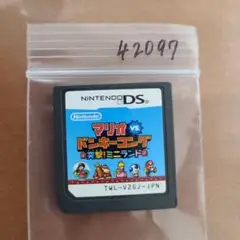 42097
NINTENDO DS
Nintendo
マリオ vs.
ドンキーコング
突撃!ミニランド
TWL-VZGJ-JPN